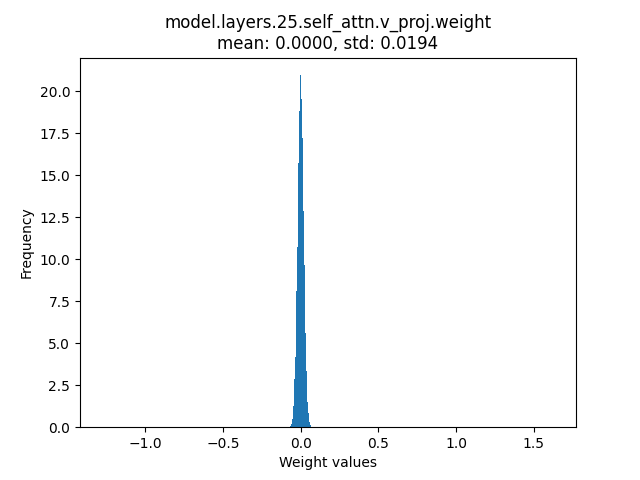 model.layers.25.self_attn.v_proj.weight
mean: 0.0000, std: 0.0194
20.0
17.5
15.0
12.5
10.0
7.5
5.0
2.5
0.0
Frequency
−1.0 −0.5 0.0 0.5 1.0 1.5
Weight values